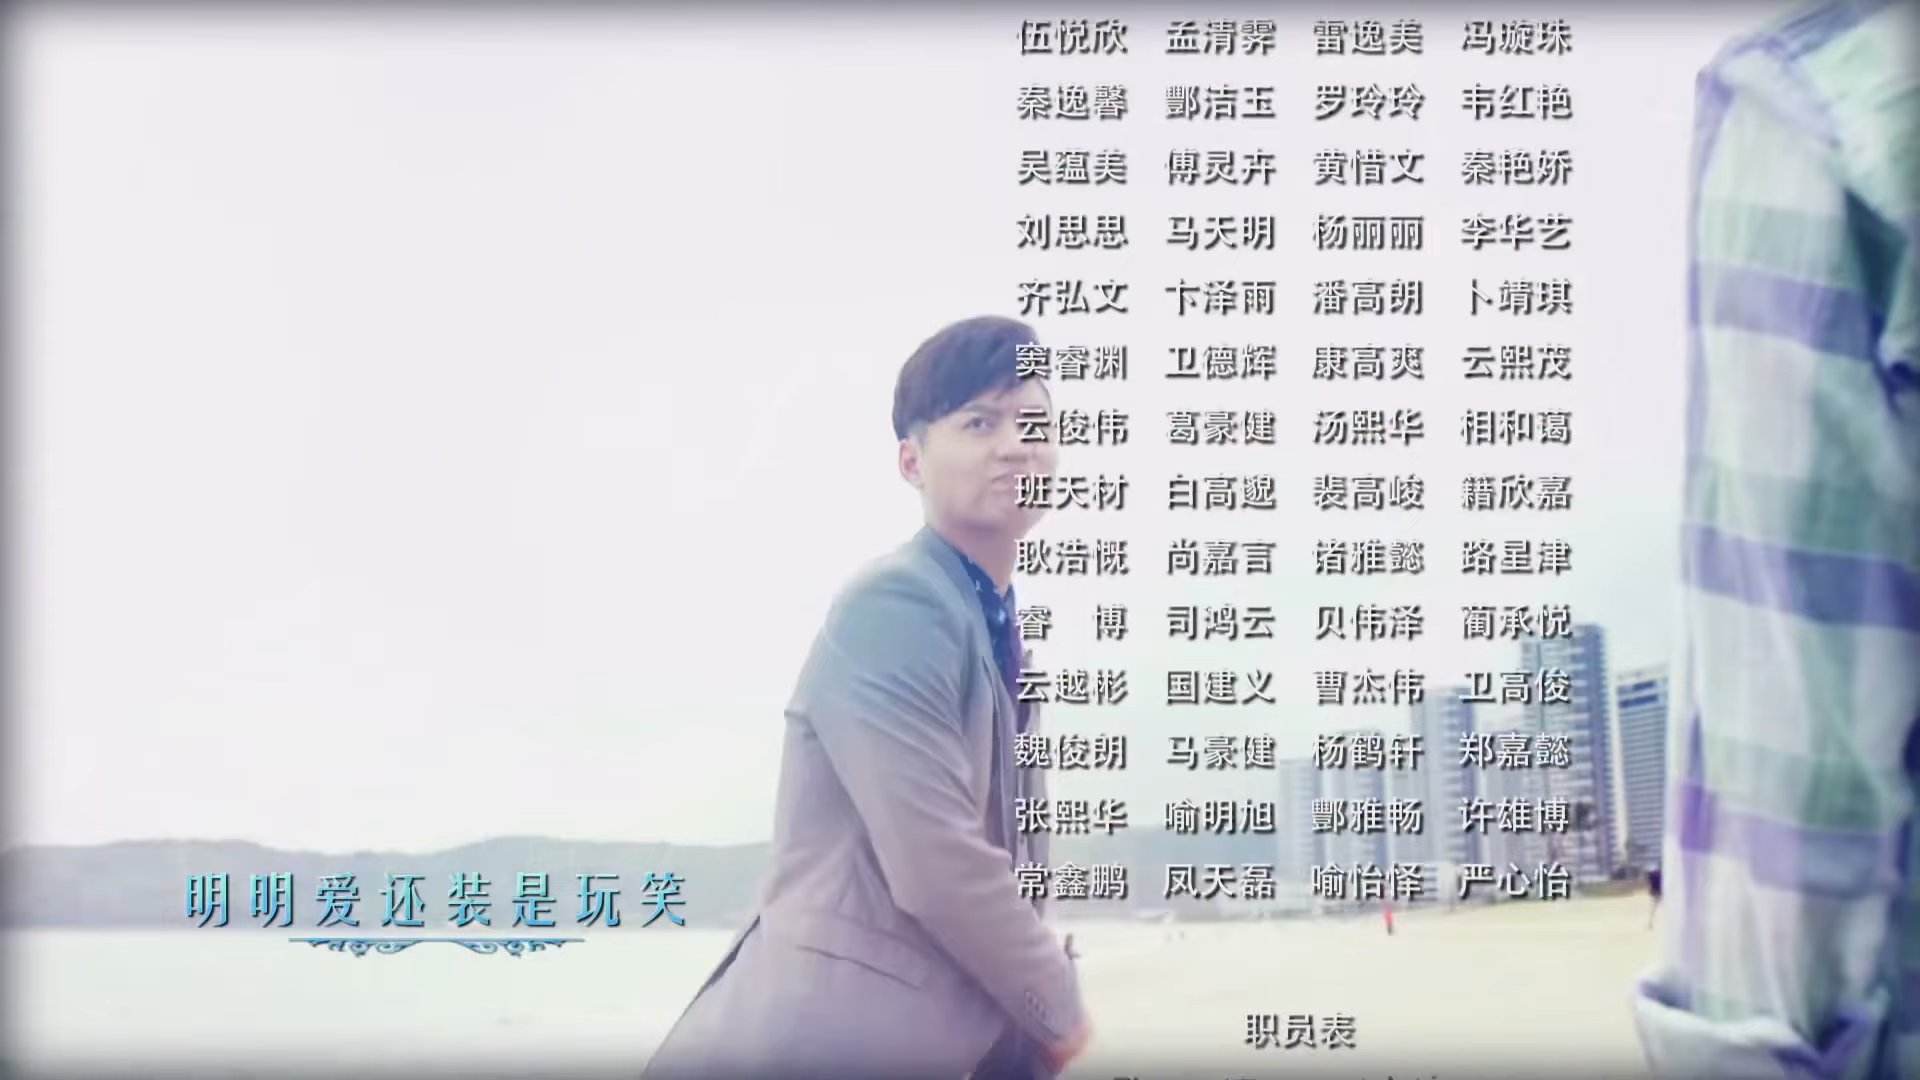 伍悦欣 孟清霁 雷逸美 冯璇珠
秦逸馨 酆洁玉 罗玲玲 韦红艳
吴蕴美 傅灵卉 黄惜文 秦艳娇
刘思思 马天明 杨丽丽 李华艺
齐弘文 卞泽雨 潘高朗 卜靖琪
窦睿渊 卫德辉 康高爽 云熙茂
云俊伟 葛豪健 汤熙华 相和蔼
班天材 白高邈 裴高峻 籍欣嘉
耿浩慨 尚嘉言 诸雅懿 路星津
睿 博 司鸿云 贝伟泽 蔺承悦
云越彬 国建义 曹杰伟 卫高俊
魏俊朗 马豪健 杨鹤轩 郑嘉懿
张熙华 喻明旭 酆雅畅 许雄博
常鑫鹏 凤天磊 喻怡怿 严心怡
明明爱还装是玩笑
职员表